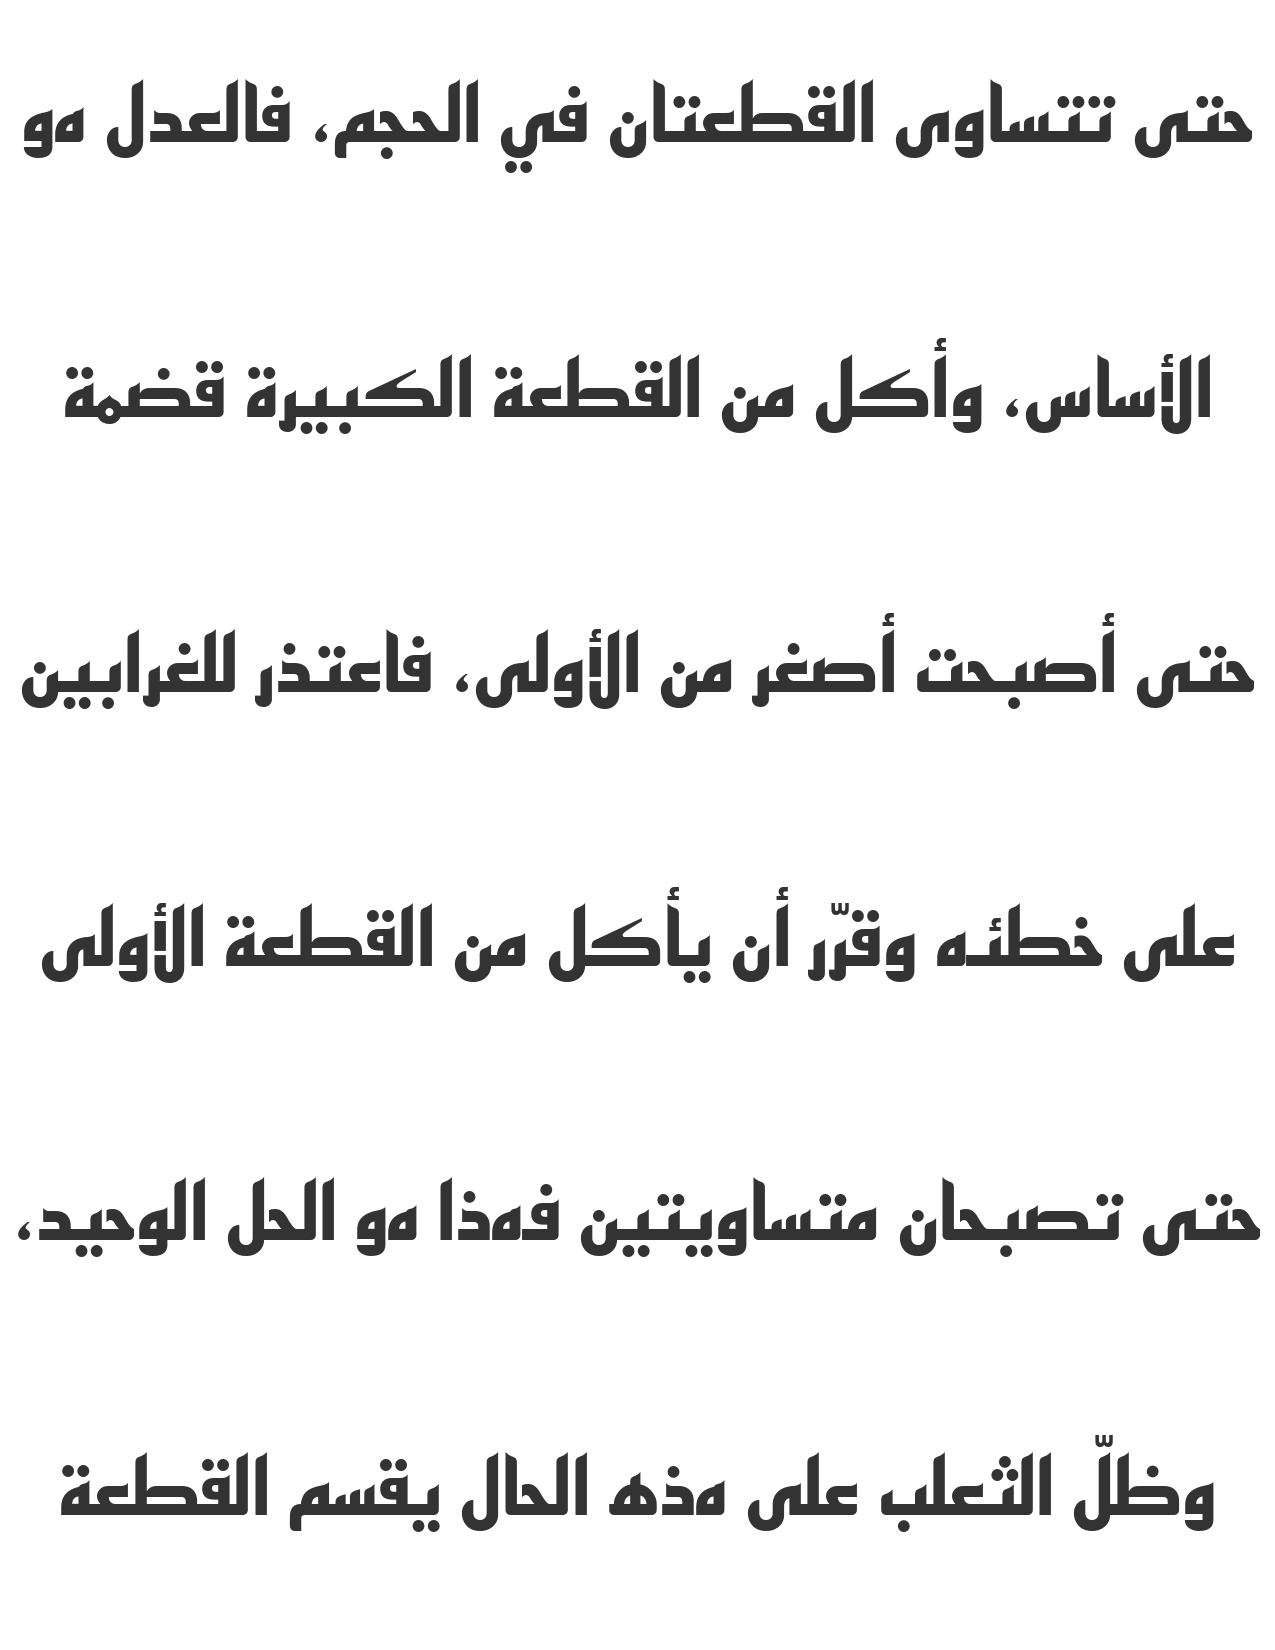 حتى تتساوى القطعتان في الحجم، فالعدل هو
الأساس، وأكل من القطعة الكبيرة قضمة
حتى أصبحت أصغر من الأولى، فاعتذر للغرابين
على خطئه وقرّر أن يأكل من القطعة الأولى
حتى تصبحان متساويتين فهذا هو الحل الوحيد،
وظلّ الثعلب على هذه الحال يقسم القطعة